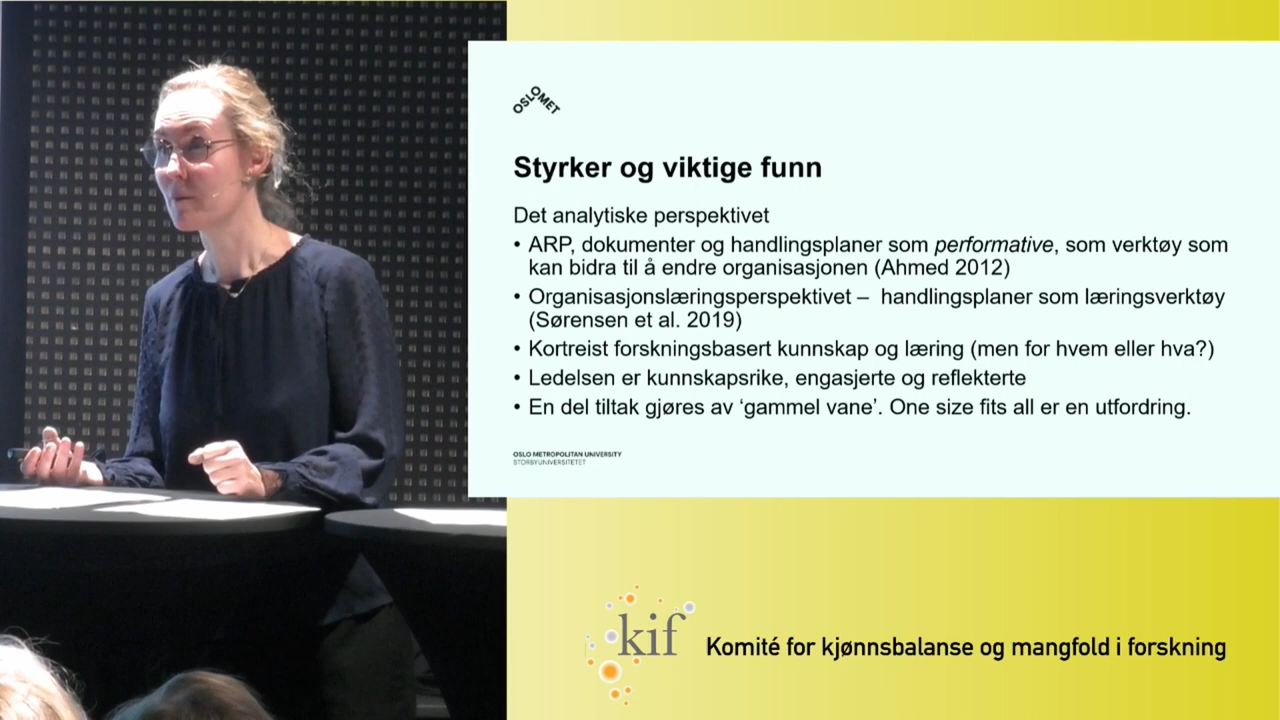 OSLOMET
Styrker og viktige funn
Det analytiske perspektivet
• ARP, dokumenter og handlingsplaner som performative, som verktøy som
kan bidra til å endre organisasjonen (Ahmed 2012)
• Organisasjonslæringsperspektivet – handlingsplaner som læringsverktøy
(Sørensen et al. 2019)
• Kortreist forskningsbasert kunnskap og læring (men for hvem eller hva?)
• Ledelsen er kunnskapsrike, engasjerte og reflekterte
• En del tiltak gjøres av ‘gammel vane’. One size fits all er en utfordring.
OSLO METROPOLITAN UNIVERSITY
STORBYUNIVERSITETET
kif Komité for kjønnsbalanse og mangfold i forskning